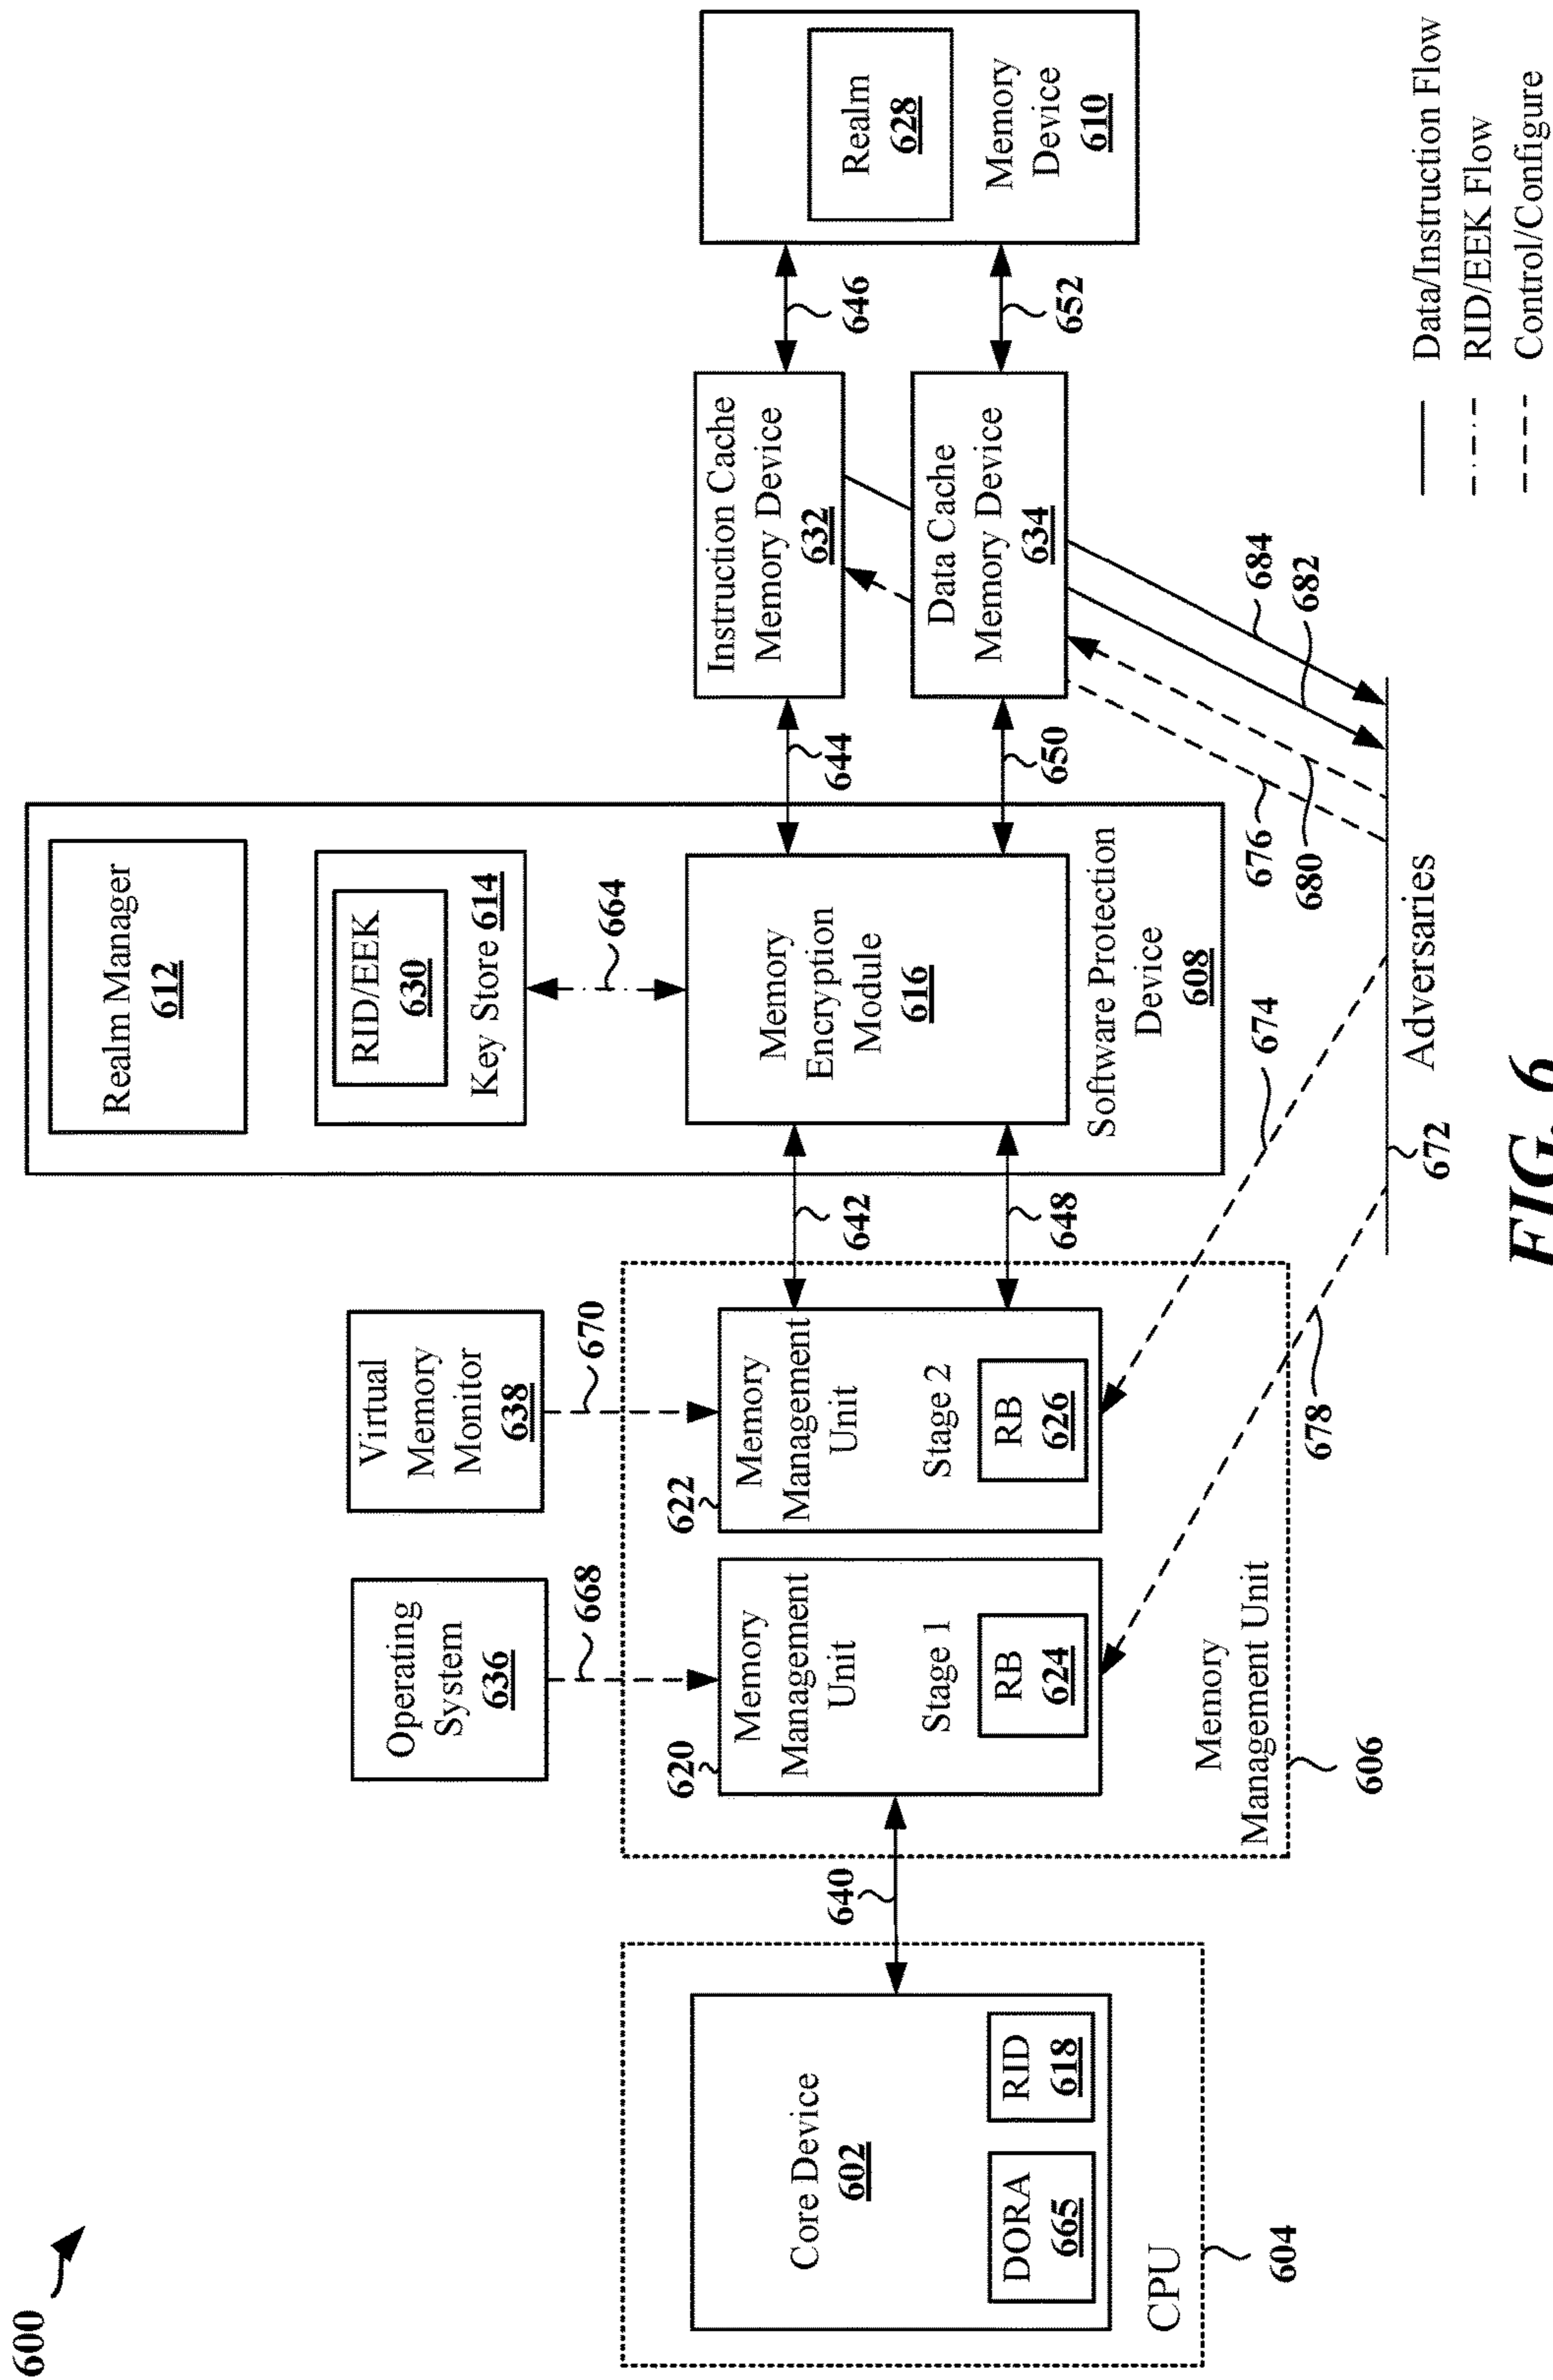 600
Core Device
602
DORA
665
RID
618
CPU
604
640
Operating
System
636
668
Virtual
Memory
Monitor
638
670
620
Memory
Management
Unit
Stage 1
RB
624
622
Memory
Management
Unit
Stage 2
RB
626
Memory
Management Unit
606
642
648
Realm Manager
612
RID/EEK
630
Key Store 614
664
Memory
Encryption
Module
616
Software Protection
Device
608
644
650
Instruction Cache
Memory Device
632
Data Cache
Memory Device
634
646
652
Realm
628
Memory
Device
610
678
674
672
Adversaries
676
680
682
684
Data/Instruction Flow
RID/EEK Flow
Control/Configure
FIG. 6